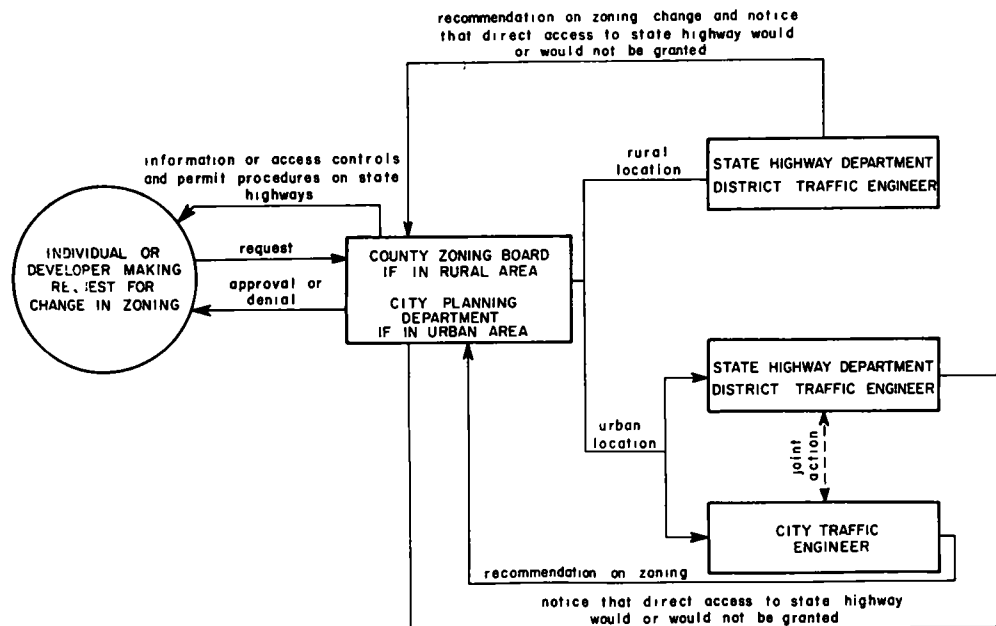 recommendation on zoning change and notice
that direct access to state highway would
or would not be granted
information or access controls
and permit procedures on state
highways
rural
location
STATE HIGHWAY DEPARTMENT
DISTRICT TRAFFIC ENGINEER
INDIVIDUAL OR
DEVELOPER MAKING
FOR
CHANGE IN ZONING
request
approval or
denial
COUNTY ZONING BOARD
IF IN RURAL AREA
CITY PLANNING
DEPARTMENT
IF IN URBAN AREA
STATE HIGHWAY DEPARTMENT
DISTRICT TRAFFIC ENGINEER
urban
location
joint
action
CITY TRAFFIC
ENGINEER
recommendation on zoning
notice that direct access to state highway
would or would not be granted